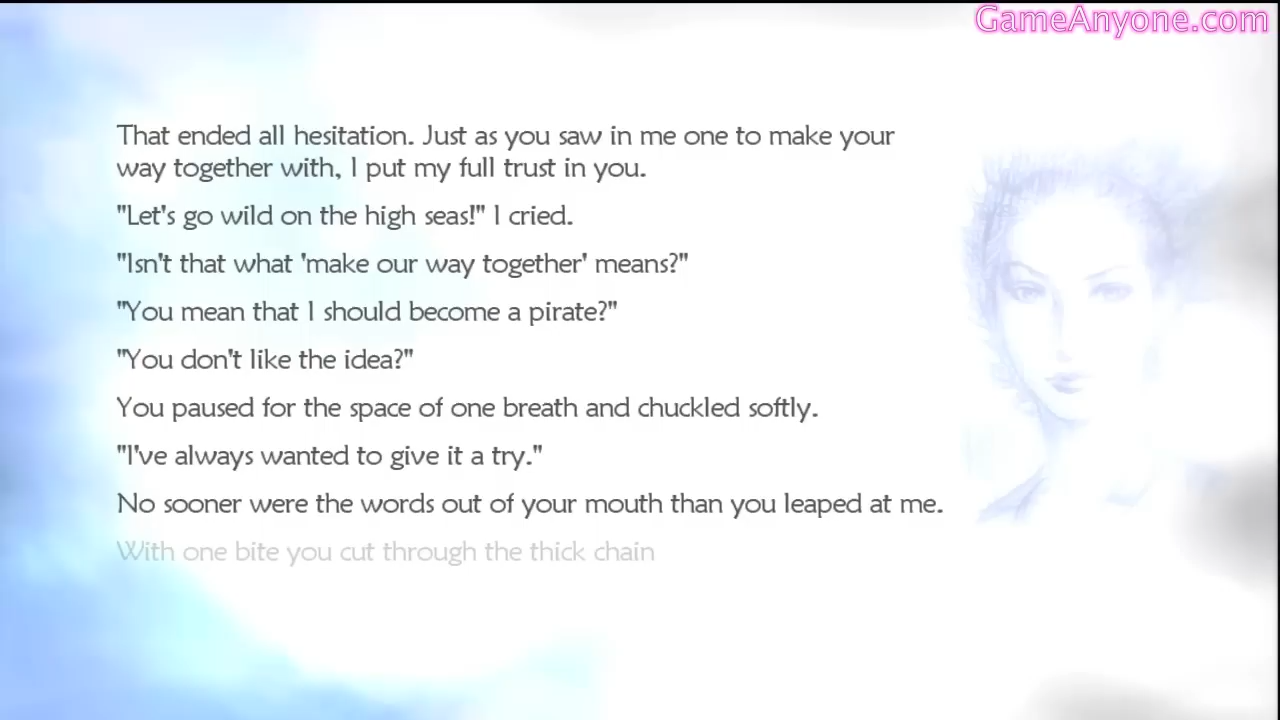 GameAnyone.com
That ended all hesitation. Just as you saw in me one to make your
way together with, I put my full trust in you.
"Let's go wild on the high seas!" I cried.
"Isn't that what 'make our way together' means?"
"You mean that I should become a pirate?"
"You don't like the idea?"
You paused for the space of one breath and chuckled softly.
"I've always wanted to give it a try."
No sooner were the words out of your mouth than you leaped at me.
With one bite you cut through the thick chain